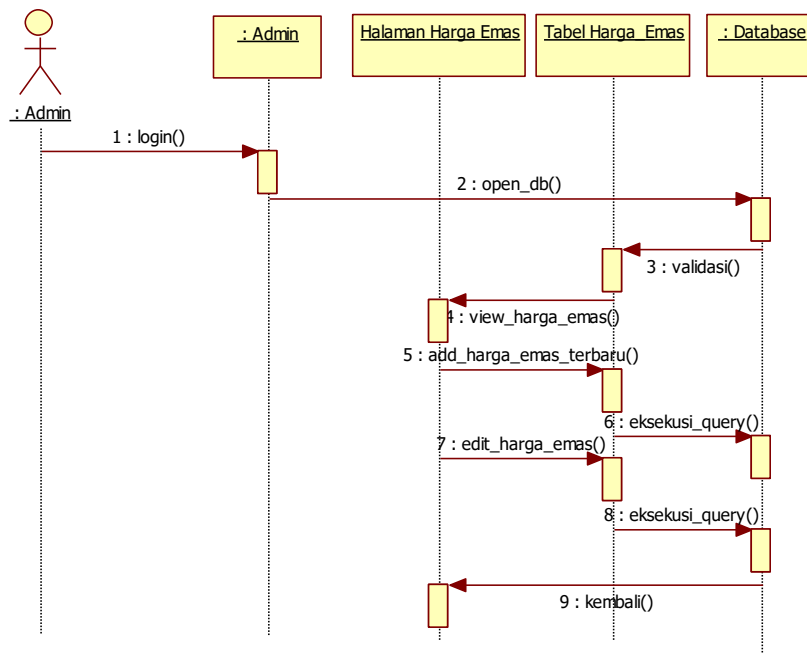 : Admin
Halaman Harga Emas
Tabel Harga_Emas
: Database
: Admin
1 : login()
2 : open_db()
3 : validasi()
4 : view_harga_emas()
5 : add_harga_emas_terbaru()
6 : eksekusi_query()
7 : edit_harga_emas()
8 : eksekusi_query()
9 : kembali()